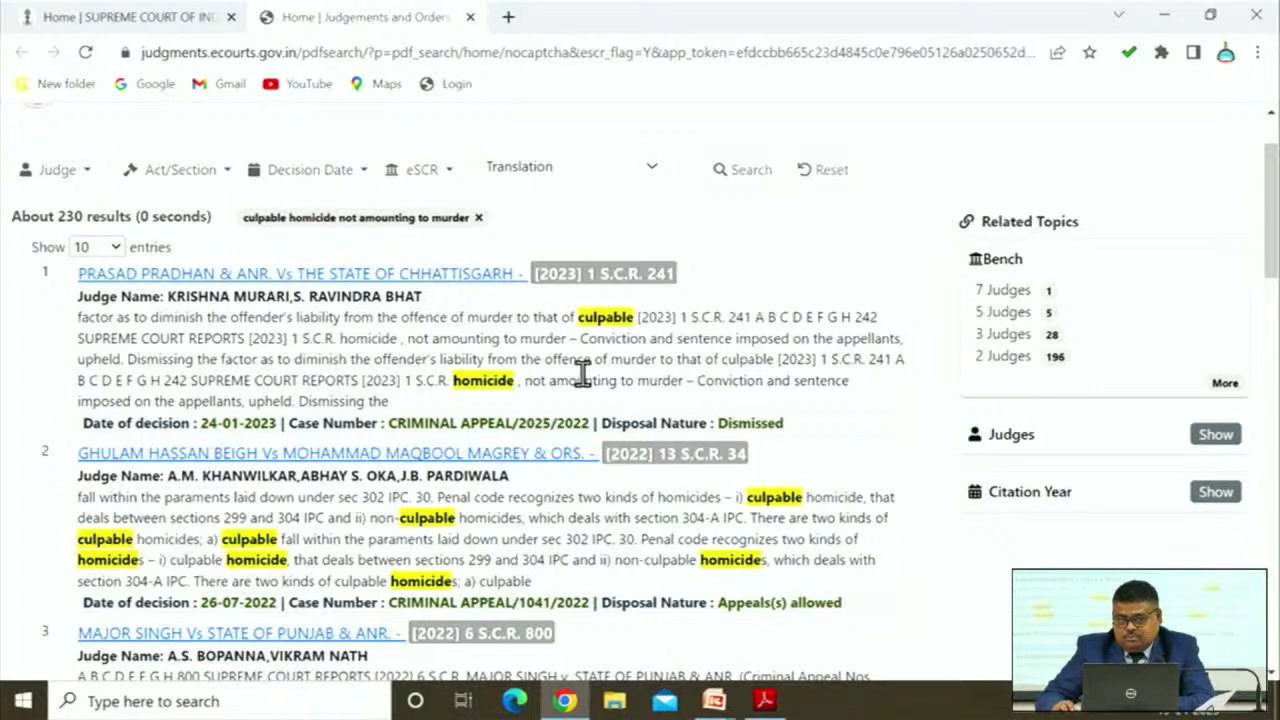 Home | SUPREME COURT OF IN
Home | Judgements and Orders
judgments.ecourts.gov.in/pdfsearch/?p=pdf_search/home/nocaptcha&escr_flag=Y&app_token=efdccbb665c23d4845c0e796e05126a0250652d...
New folder Google Gmail YouTube Maps Login
Judge Act/Section Decision Date eSCR Translation Search Reset
About 230 results (0 seconds) culpable homicide not amounting to murder ×
Show 10 entries
1 PRASAD PRADHAN & ANR. Vs THE STATE OF CHHATTISGARH - [2023] 1 S.C.R. 241
Judge Name: KRISHNA MURARI,S. RAVINDRA BHAT
factor as to diminish the offender's liability from the offence of murder to that of culpable [2023] 1 S.C.R. 241 A B C D E F G H 242
SUPREME COURT REPORTS [2023] 1 S.C.R. homicide , not amounting to murder – Conviction and sentence imposed on the appellants,
upheld. Dismissing the factor as to diminish the offender's liability from the offence of murder to that of culpable [2023] 1 S.C.R. 241 A
B C D E F G H 242 SUPREME COURT REPORTS [2023] 1 S.C.R. homicide , not amounting to murder – Conviction and sentence
imposed on the appellants, upheld. Dismissing the
Date of decision : 24-01-2023 | Case Number : CRIMINAL APPEAL/2025/2022 | Disposal Nature : Dismissed
2 GHULAM HASSAN BEIGH Vs MOHAMMAD MAQBOOL MAGREY & ORS. - [2022] 13 S.C.R. 34
Judge Name: A.M. KHANWILKAR,ABHAY S. OKA,J.B. PARDIWALA
fall within the paraments laid down under sec 302 IPC. 30. Penal code recognizes two kinds of homicides – i) culpable homicide, that
deals between sections 299 and 304 IPC and ii) non-culpable homicides, which deals with section 304-A IPC. There are two kinds of
culpable homicides; a) culpable fall within the paraments laid down under sec 302 IPC. 30. Penal code recognizes two kinds of
homicides – i) culpable homicide, that deals between sections 299 and 304 IPC and ii) non-culpable homicides, which deals with
section 304-A IPC. There are two kinds of culpable homicides; a) culpable
Date of decision : 26-07-2022 | Case Number : CRIMINAL APPEAL/1041/2022 | Disposal Nature : Appeals(s) allowed
3 MAJOR SINGH Vs STATE OF PUNJAB & ANR. - [2022] 6 S.C.R. 800
Judge Name: A.S. BOPANNA,VIKRAM NATH
A B C D E F G H 800 SUPREME COURT REPORTS [2022] 6 S.C.R. MAJOR SINGH v. STATE OF PUNJAB & ANR. (Criminal Appeal Nos.
Related Topics
Bench
7 Judges 1
5 Judges 5
3 Judges 28
2 Judges 196
More
Judges Show
Citation Year Show
Type here to search